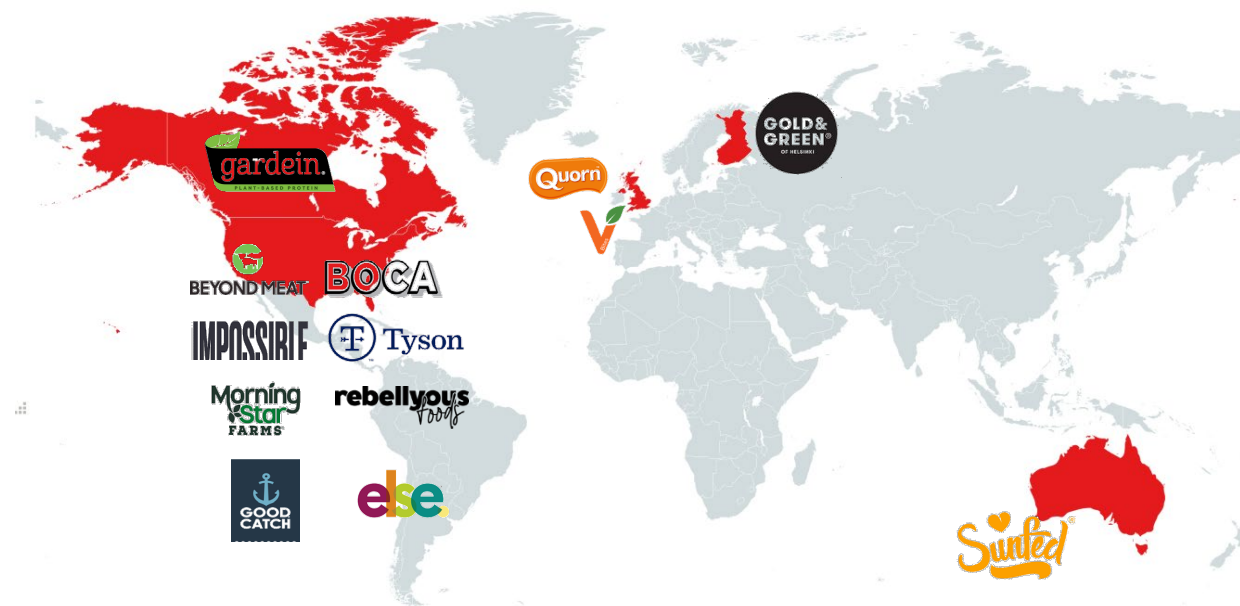 gardein.
PLANT-BASED PROTEIN
GOLD&
GREEN®
OF HELSINKI
Quorn
V
BEYOND MEAT
BOCA
IMPOSSIBLE
T Tyson
Morning
Star
FARMS
rebellyous
foods
GOOD
CATCH
else.
Sunfed